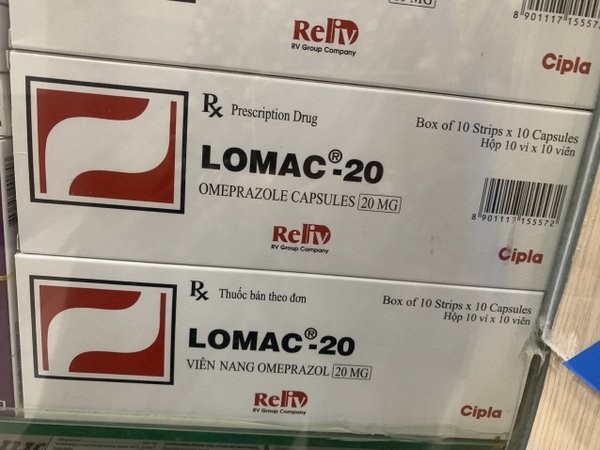 Reliv
RV Group Company
8 901117 15557
Cipla
Rx Prescription Drug
Box of 10 Strips x 10 Capsules
Hộp 10 vỉ x 10 viên
LOMAC®-20
OMEPRAZOLE CAPSULES 20 MG
8 901117 155572
Reliv
RV Group Company
Cipla
Rx Thuốc bán theo đơn
Box of 10 Strips x 10 Capsules
Hộp 10 vỉ x 10 viên
LOMAC®-20
VIÊN NANG OMEPRAZOL 20 MG
Reliv
RV Group Company
Cipla